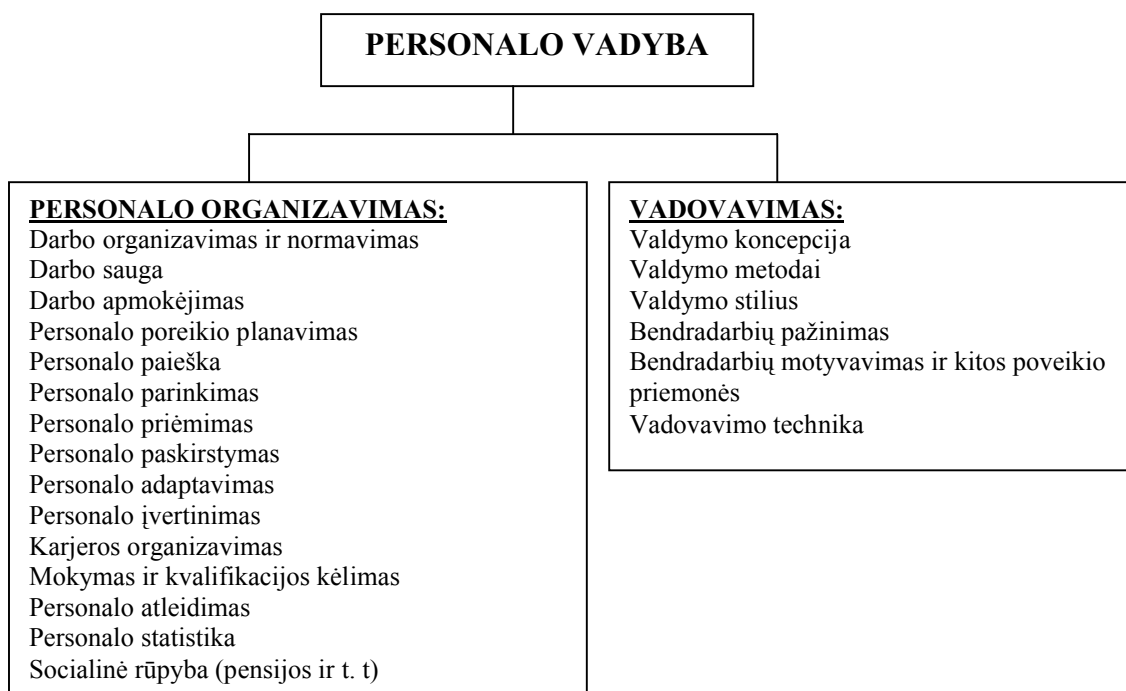 PERSONALO VADYBA
PERSONALO ORGANIZAVIMAS:
Darbo organizavimas ir normavimas
Darbo sauga
Darbo apmokėjimas
Personalo poreikio planavimas
Personalo paieška
Personalo parinkimas
Personalo priėmimas
Personalo paskirstymas
Personalo adaptavimas
Personalo įvertinimas
Karjeros organizavimas
Mokymas ir kvalifikacijos kėlimas
Personalo atleidimas
Personalo statistika
Socialinė rūpyba (pensijos ir t. t)
VADOVAVIMAS:
Valdymo koncepcija
Valdymo metodai
Valdymo stilius
Bendradarbių pažinimas
Bendradarbių motyvavimas ir kitos poveikio
priemonės
Vadovavimo technika